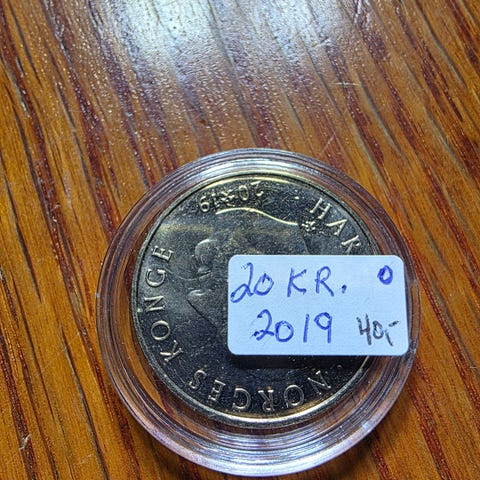 20 KR. 0
2019 40,-
HAR
NORGES KONGE
2019